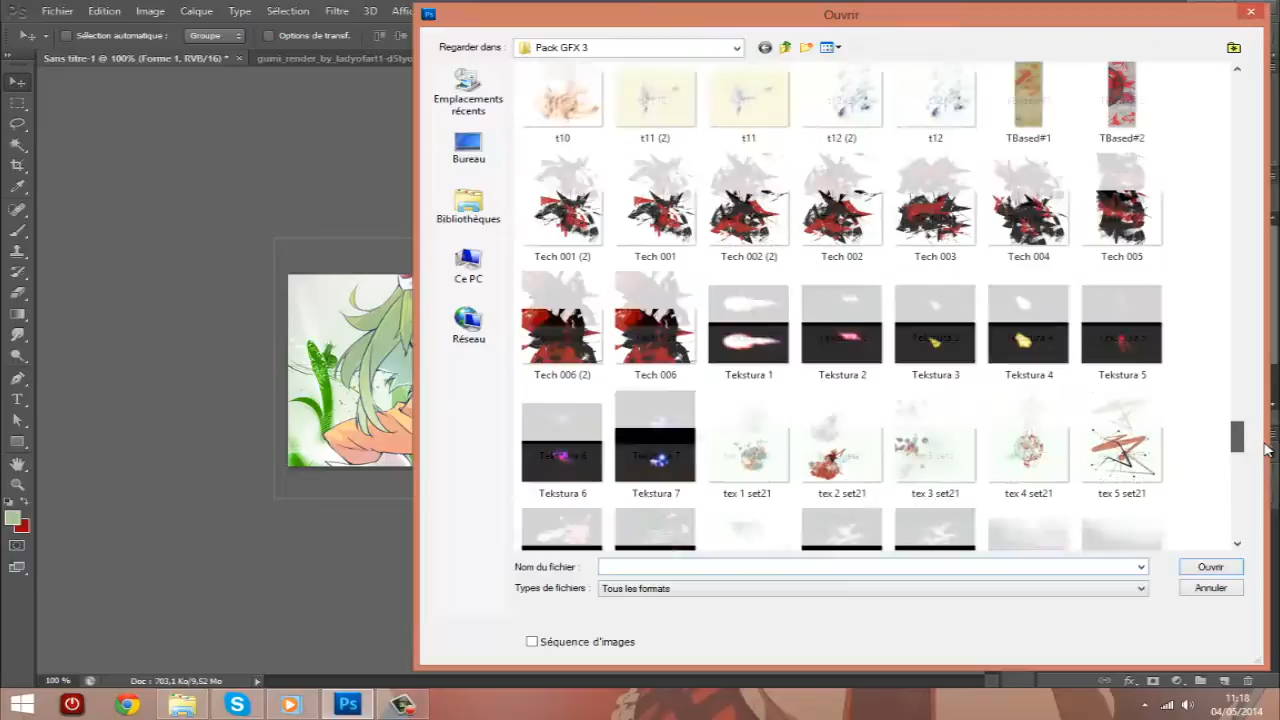 Fichier Edition Image Calque Type Sélection Filtre 3D
Ouvrir
Sélection automatique : Groupe Options de transf.
Regarder dans : Pack GFX 3
Sans titre-1 @ 100% (Forme 1, RVB/16) * × gumi_render_by_ladyofart1-d5tyo
Emplacements récents
Bureau
Bibliothèques
Ce PC
Réseau
t10 t11 (2) t11 t12 (2) t12 TBased#1 TBased#2
Tech 001 (2) Tech 001 Tech 002 (2) Tech 002 Tech 003 Tech 004 Tech 005
Tech 006 (2) Tech 006 Tekstura 1 Tekstura 2 Tekstura 3 Tekstura 4 Tekstura 5
Tekstura 6 Tekstura 7 tex 1 set21 tex 2 set21 tex 3 set21 tex 4 set21 tex 5 set21
Nom du fichier : Ouvrir
Types de fichiers : Tous les formats Annuler
Séquence d'images
100 % Doc : 703,1 Ko/9,52 Mo
Ps
11:18
04/05/2014